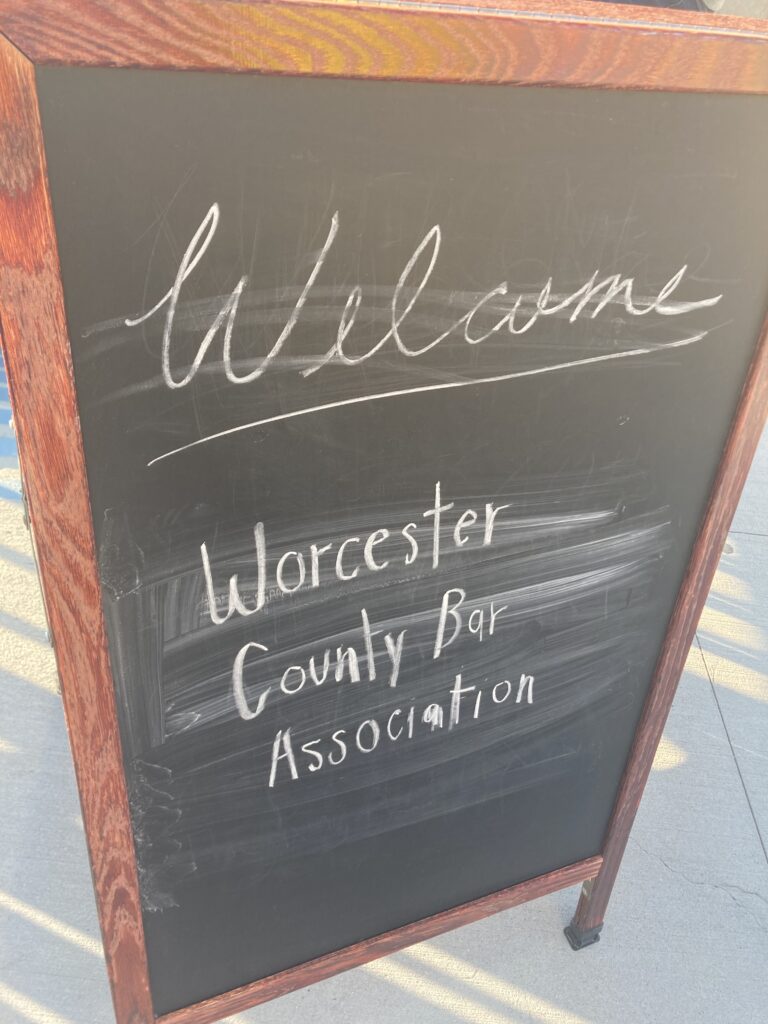 Welcome
Worcester
County Bar
Association